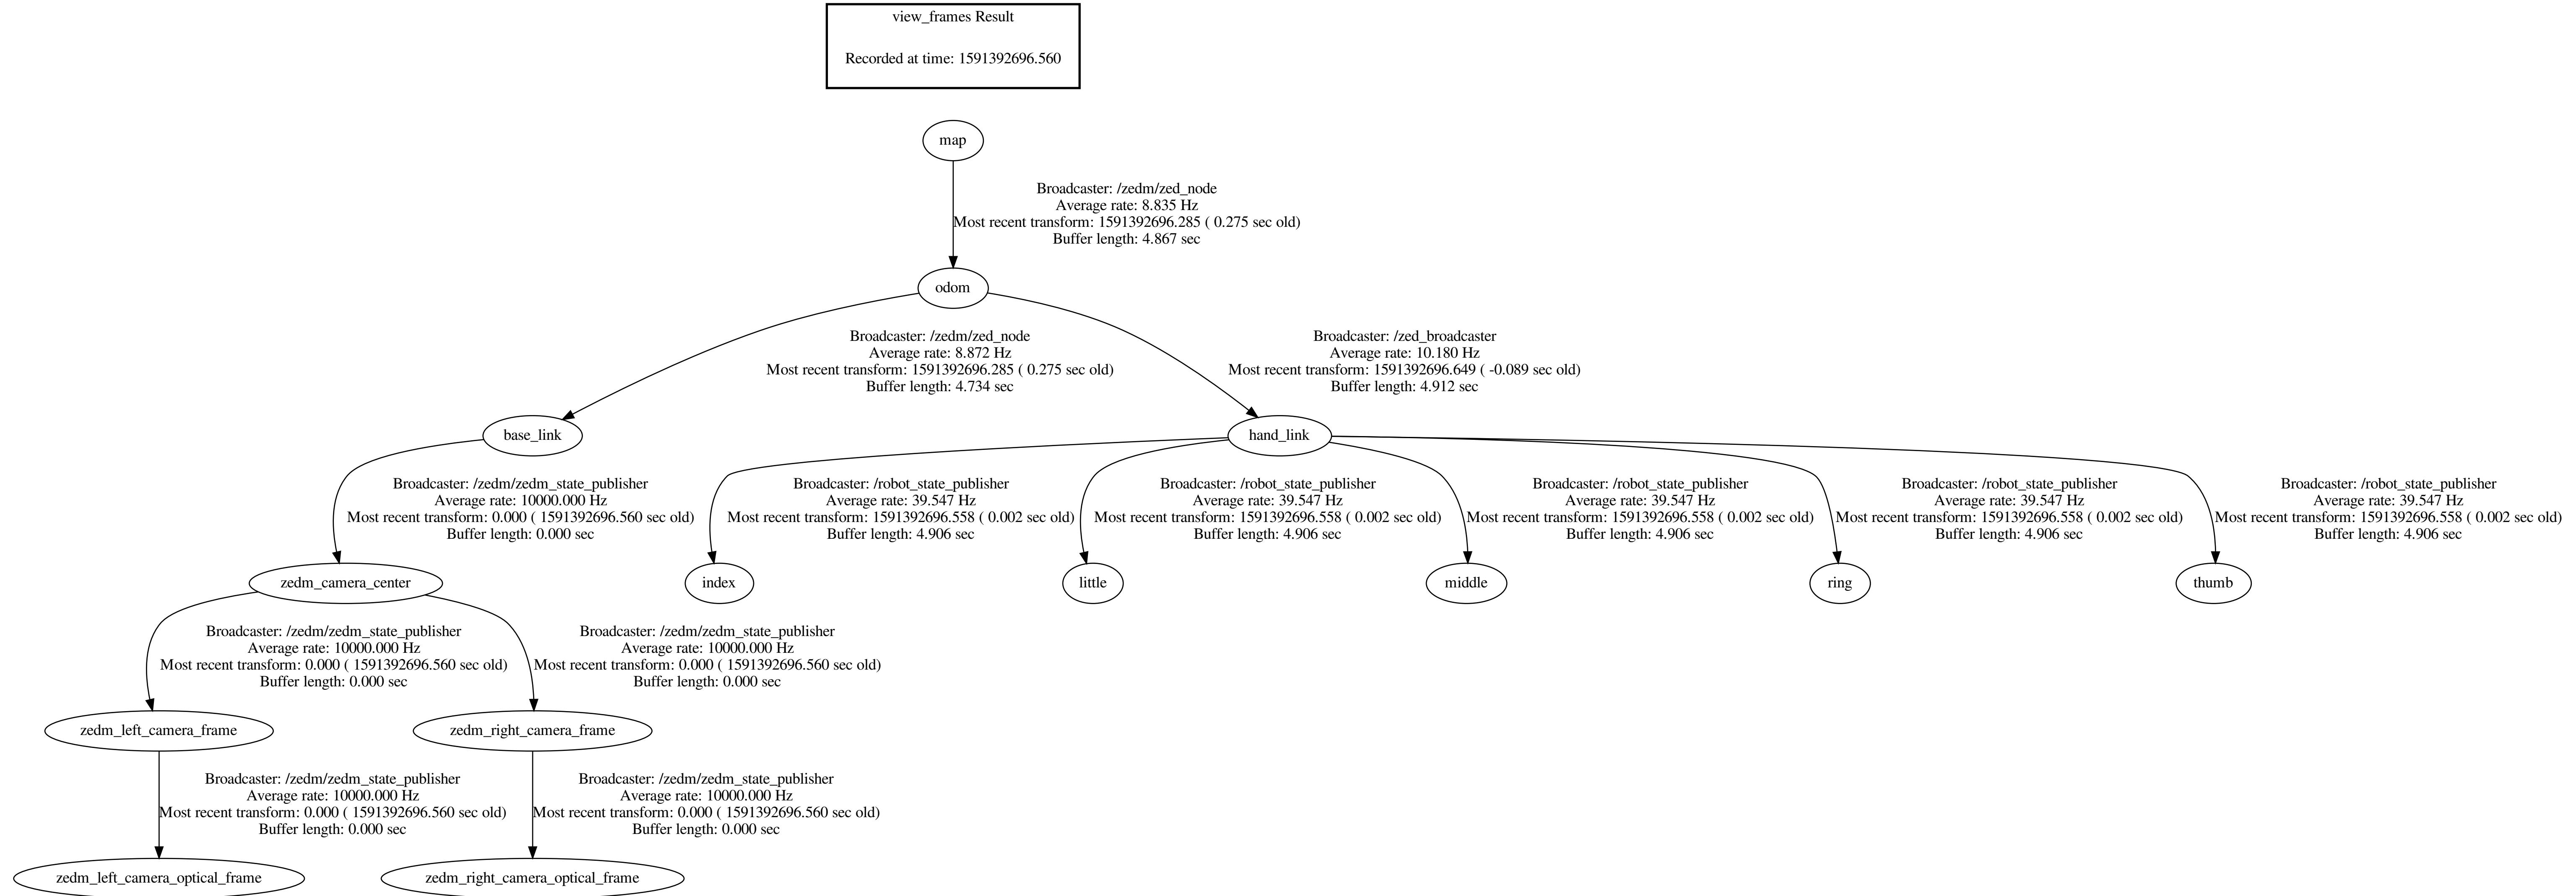 view_frames Result
Recorded at time: 1591392696.560
map
Broadcaster: /zedm/zed_node
Average rate: 8.835 Hz
Most recent transform: 1591392696.285 ( 0.275 sec old)
Buffer length: 4.867 sec
odom
Broadcaster: /zedm/zed_node
Average rate: 8.872 Hz
Most recent transform: 1591392696.285 ( 0.275 sec old)
Buffer length: 4.734 sec
Broadcaster: /zed_broadcaster
Average rate: 10.180 Hz
Most recent transform: 1591392696.649 ( -0.089 sec old)
Buffer length: 4.912 sec
base_link
hand_link
Broadcaster: /zedm/zedm_state_publisher
Average rate: 10000.000 Hz
Most recent transform: 0.000 ( 1591392696.560 sec old)
Buffer length: 0.000 sec
Broadcaster: /robot_state_publisher
Average rate: 39.547 Hz
Most recent transform: 1591392696.558 ( 0.002 sec old)
Buffer length: 4.906 sec
Broadcaster: /robot_state_publisher
Average rate: 39.547 Hz
Most recent transform: 1591392696.558 ( 0.002 sec old)
Buffer length: 4.906 sec
Broadcaster: /robot_state_publisher
Average rate: 39.547 Hz
Most recent transform: 1591392696.558 ( 0.002 sec old)
Buffer length: 4.906 sec
Broadcaster: /robot_state_publisher
Average rate: 39.547 Hz
Most recent transform: 1591392696.558 ( 0.002 sec old)
Buffer length: 4.906 sec
Broadcaster: /robot_state_publisher
Average rate: 39.547 Hz
Most recent transform: 1591392696.558 ( 0.002 sec old)
Buffer length: 4.906 sec
zedm_camera_center
index
little
middle
ring
thumb
Broadcaster: /zedm/zedm_state_publisher
Average rate: 10000.000 Hz
Most recent transform: 0.000 ( 1591392696.560 sec old)
Buffer length: 0.000 sec
Broadcaster: /zedm/zedm_state_publisher
Average rate: 10000.000 Hz
Most recent transform: 0.000 ( 1591392696.560 sec old)
Buffer length: 0.000 sec
zedm_left_camera_frame
zedm_right_camera_frame
Broadcaster: /zedm/zedm_state_publisher
Average rate: 10000.000 Hz
Most recent transform: 0.000 ( 1591392696.560 sec old)
Buffer length: 0.000 sec
Broadcaster: /zedm/zedm_state_publisher
Average rate: 10000.000 Hz
Most recent transform: 0.000 ( 1591392696.560 sec old)
Buffer length: 0.000 sec
zedm_left_camera_optical_frame
zedm_right_camera_optical_frame